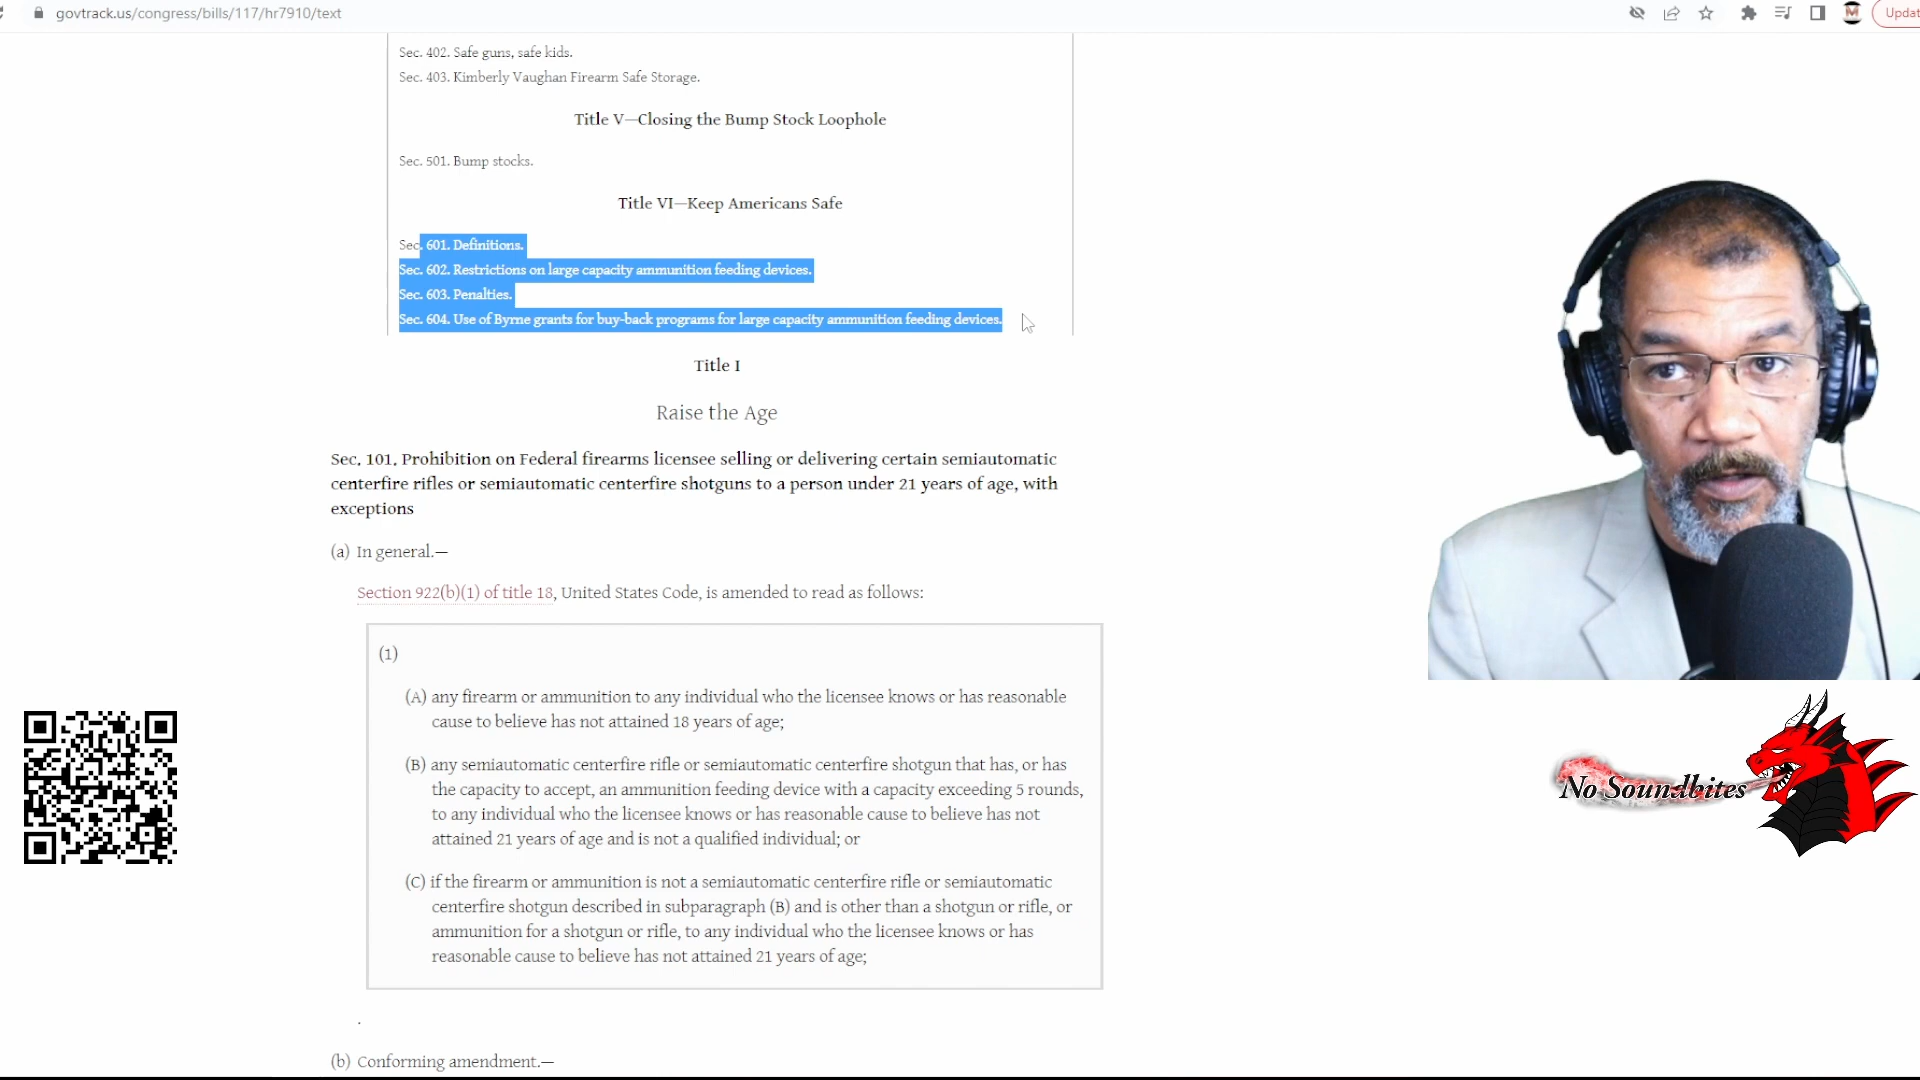 govtrack.us/congress/bills/117/hr7910/text
Sec. 402. Safe guns, safe kids.
Sec. 403. Kimberly Vaughan Firearm Safe Storage.
Title V—Closing the Bump Stock Loophole
Sec. 501. Bump stocks.
Title VI—Keep Americans Safe
Sec. 601. Definitions.
Sec. 602. Restrictions on large capacity ammunition feeding devices.
Sec. 603. Penalties.
Sec. 604. Use of Byrne grants for buy-back programs for large capacity ammunition feeding devices.
Title I
Raise the Age
Sec. 101. Prohibition on Federal firearms licensee selling or delivering certain semiautomatic
centerfire rifles or semiautomatic centerfire shotguns to a person under 21 years of age, with
exceptions
(a) In general.—
Section 922(b)(1) of title 18, United States Code, is amended to read as follows:
(1)
(A) any firearm or ammunition to any individual who the licensee knows or has reasonable
cause to believe has not attained 18 years of age;
(B) any semiautomatic centerfire rifle or semiautomatic centerfire shotgun that has, or has
the capacity to accept, an ammunition feeding device with a capacity exceeding 5 rounds,
to any individual who the licensee knows or has reasonable cause to believe has not
attained 21 years of age and is not a qualified individual; or
(C) if the firearm or ammunition is not a semiautomatic centerfire rifle or semiautomatic
centerfire shotgun described in subparagraph (B) and is other than a shotgun or rifle, or
ammunition for a shotgun or rifle, to any individual who the licensee knows or has
reasonable cause to believe has not attained 21 years of age;
.
(b) Conforming amendment.—
Updat
No Soundbites